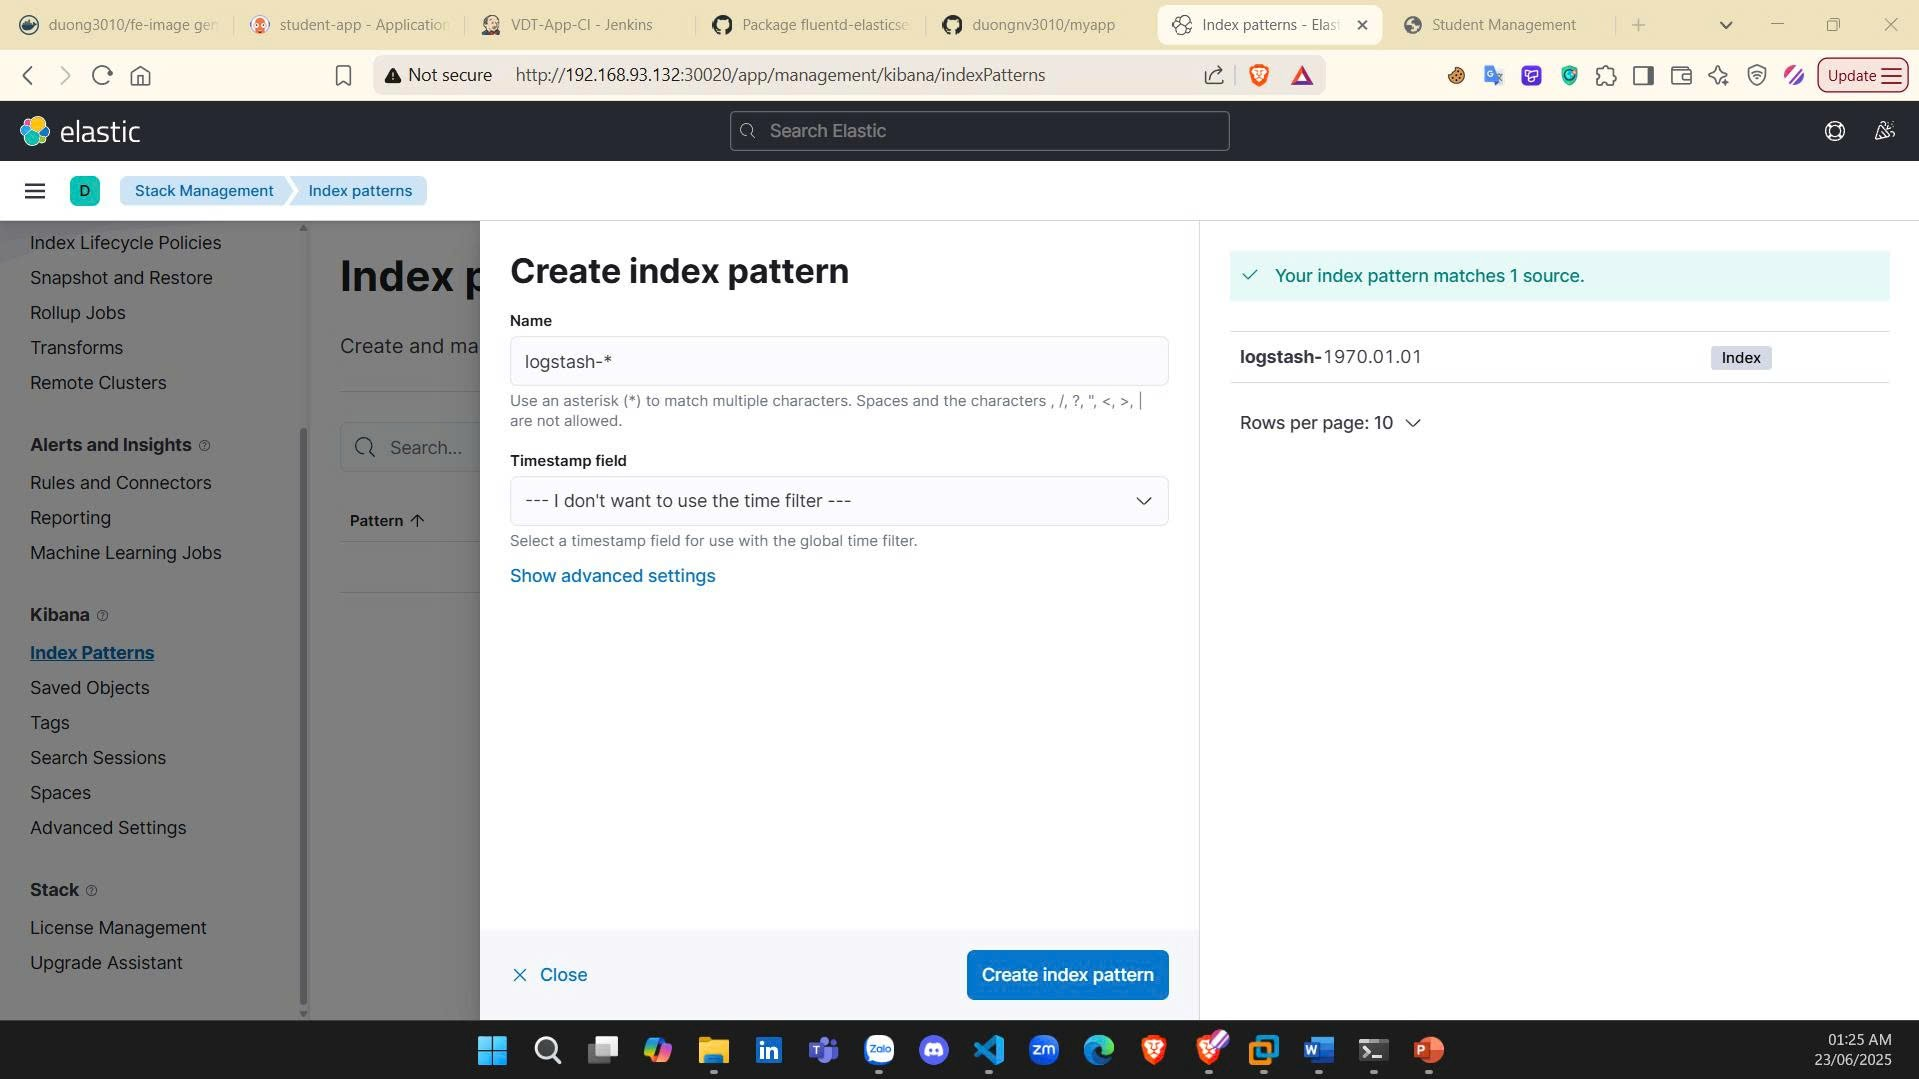 duong3010/fe-image gen
student-app - Application
VDT-App-CI - Jenkins
Package fluentd-elasticse
duongnv3010/myapp
Index patterns - Elast
Student Management
Not secure
http://192.168.93.132:30020/app/management/kibana/indexPatterns
Update
elastic
Search Elastic
D
Stack Management
Index patterns
Index Lifecycle Policies
Snapshot and Restore
Rollup Jobs
Transforms
Remote Clusters
Alerts and Insights
Rules and Connectors
Reporting
Machine Learning Jobs
Kibana
Index Patterns
Saved Objects
Tags
Search Sessions
Spaces
Advanced Settings
Stack
License Management
Upgrade Assistant
Index p
Create and ma
Search...
Pattern
Create index pattern
Name
logstash-*
Use an asterisk (*) to match multiple characters. Spaces and the characters , /, ?, ", <, >, |
are not allowed.
Timestamp field
--- I don't want to use the time filter ---
Select a timestamp field for use with the global time filter.
Show advanced settings
Close
Create index pattern
Your index pattern matches 1 source.
logstash-1970.01.01
Index
Rows per page: 10
Zalo
zm
01:25 AM
23/06/2025